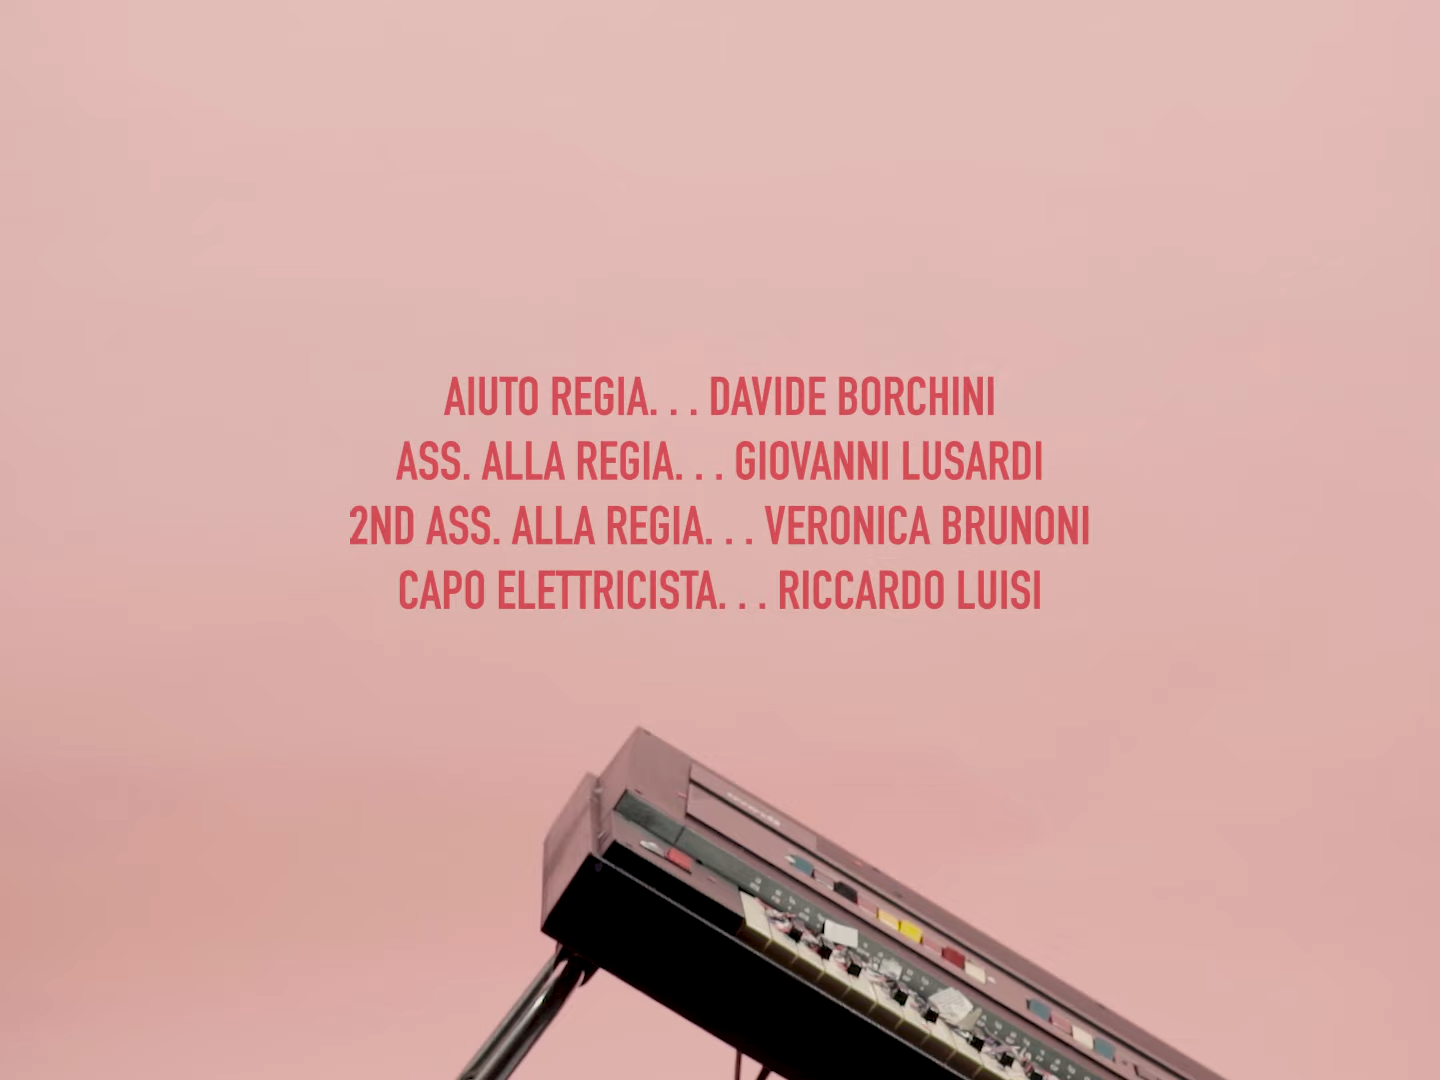 AIUTO REGIA. . . DAVIDE BORCHINI
ASS. ALLA REGIA. . . GIOVANNI LUSARDI
2ND ASS. ALLA REGIA. . . VERONICA BRUNONI
CAPO ELETTRICISTA. . . RICCARDO LUISI